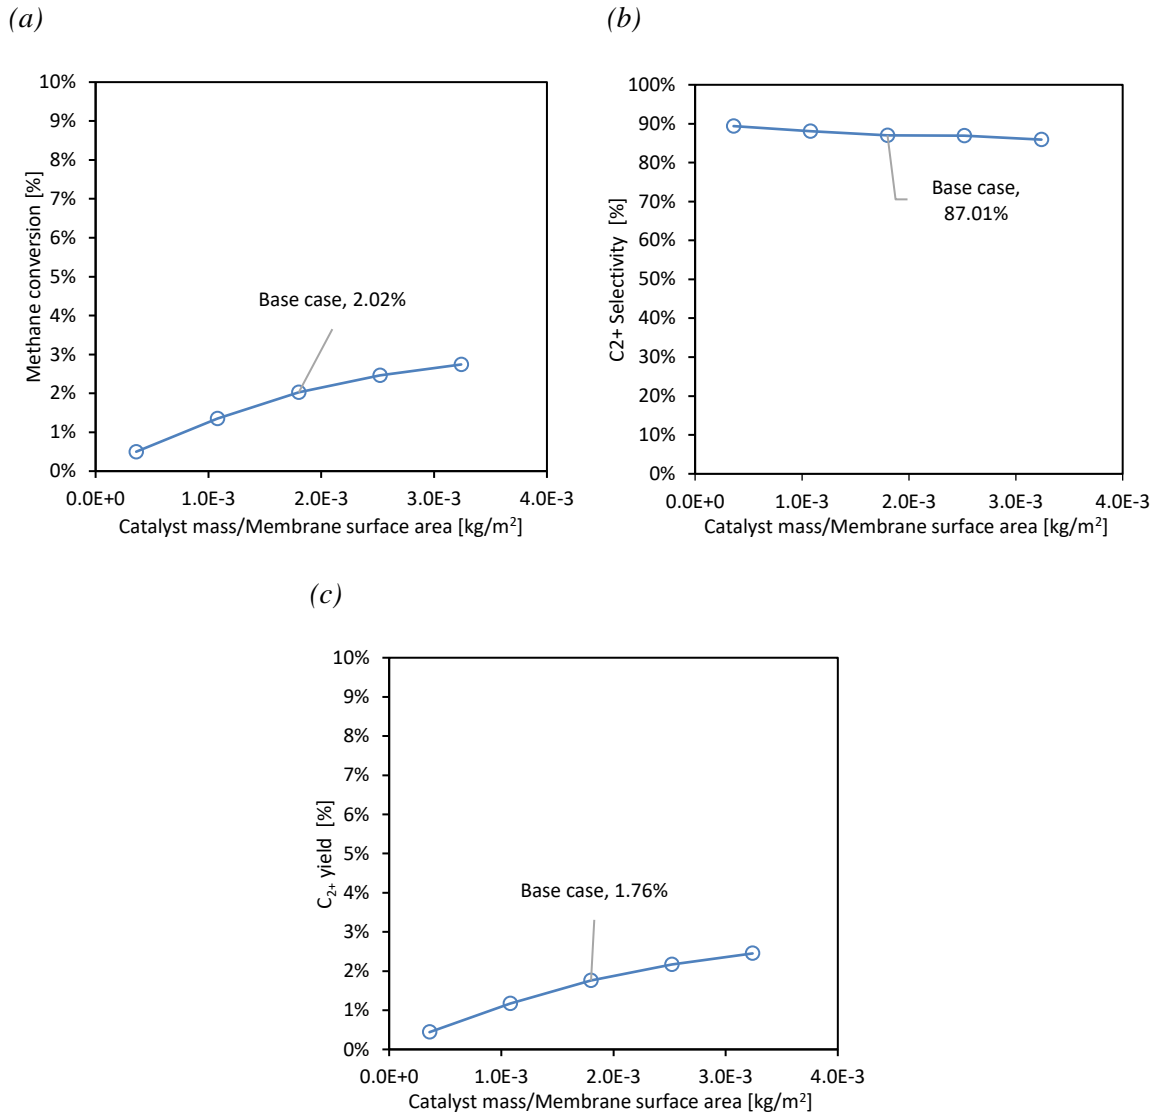 (a)
10%
9%
8%
7%
6%
5%
4%
3%
2%
1%
0%
Methane conversion [%]
Base case, 2.02%
0.0E+0 1.0E-3 2.0E-3 3.0E-3 4.0E-3
Catalyst mass/Membrane surface area [kg/m²]
(b)
100%
90%
80%
70%
60%
50%
40%
30%
20%
10%
0%
C2+ Selectivity [%]
Base case,
87.01%
0.0E+0 1.0E-3 2.0E-3 3.0E-3 4.0E-3
Catalyst mass/Membrane surface area [kg/m²]
(c)
10%
9%
8%
7%
6%
5%
4%
3%
2%
1%
0%
C₂₊ yield [%]
Base case, 1.76%
0.0E+0 1.0E-3 2.0E-3 3.0E-3 4.0E-3
Catalyst mass/Membrane surface area [kg/m²]